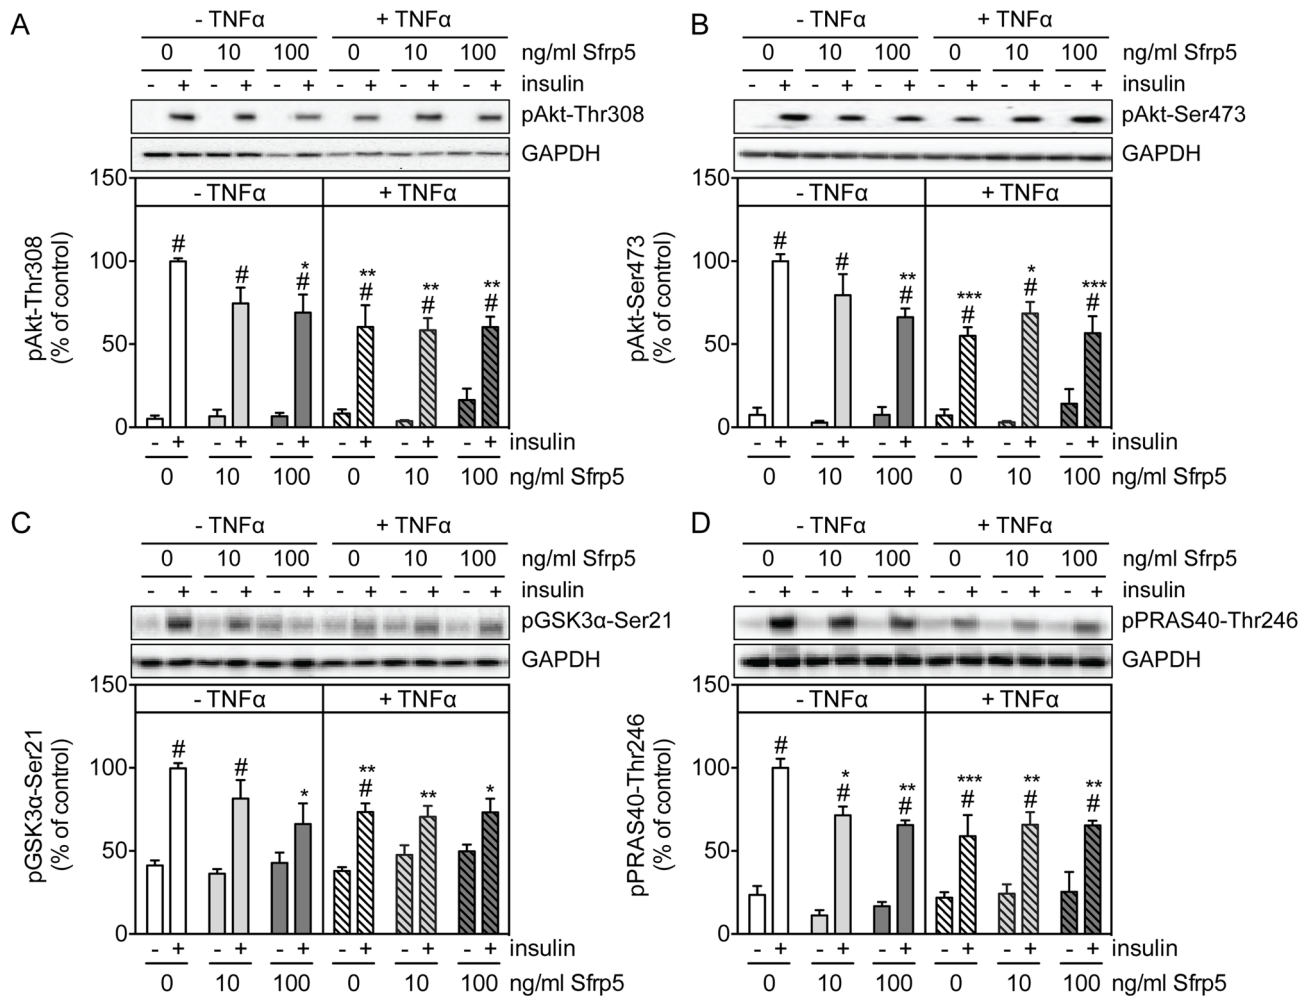 A
- TNFα + TNFα
0 10 100 0 10 100 ng/ml Sfrp5
- + - + - + - + - + - + insulin
pAkt-Thr308
GAPDH
150
- TNFα + TNFα
# # * # ** # ** # ** #
100
50
0
pAkt-Thr308
(% of control)
- + - + - + - + - + - + insulin
0 10 100 0 10 100 ng/ml Sfrp5
B
- TNFα + TNFα
0 10 100 0 10 100 ng/ml Sfrp5
- + - + - + - + - + - + insulin
pAkt-Ser473
GAPDH
150
- TNFα + TNFα
# # ** # *** # * # *** #
100
50
0
pAkt-Ser473
(% of control)
- + - + - + - + - + - + insulin
0 10 100 0 10 100 ng/ml Sfrp5
C
- TNFα + TNFα
0 10 100 0 10 100 ng/ml Sfrp5
- + - + - + - + - + - + insulin
pGSK3α-Ser21
GAPDH
150
- TNFα + TNFα
# # * ** # ** *
100
50
0
pGSK3α-Ser21
(% of control)
- + - + - + - + - + - + insulin
0 10 100 0 10 100 ng/ml Sfrp5
D
- TNFα + TNFα
0 10 100 0 10 100 ng/ml Sfrp5
- + - + - + - + - + - + insulin
pPRAS40-Thr246
GAPDH
150
- TNFα + TNFα
# * # ** # *** # ** # ** #
100
50
0
pPRAS40-Thr246
(% of control)
- + - + - + - + - + - + insulin
0 10 100 0 10 100 ng/ml Sfrp5